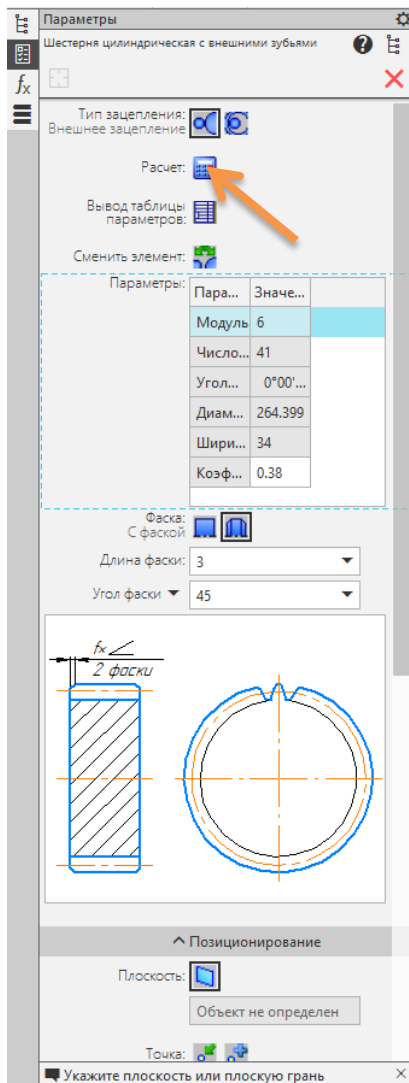 Параметры
Шестерня цилиндрическая с внешними зубьями
?
fx
Тип зацепления:
Внешнее зацепление
Расчет:
Вывод таблицы
параметров:
Сменить элемент:
Параметры:
Пара... Значе...
Модуль 6
Число... 41
Угол... 0°00'...
Диам... 264.399
Шири... 34
Коэф... 0.38
Фаска:
С фаской
Длина фаски: 3
Угол фаски 45
fx
2 фаски
Позиционирование
Плоскость:
Объект не определен
Точка:
Укажите плоскость или плоскую грань